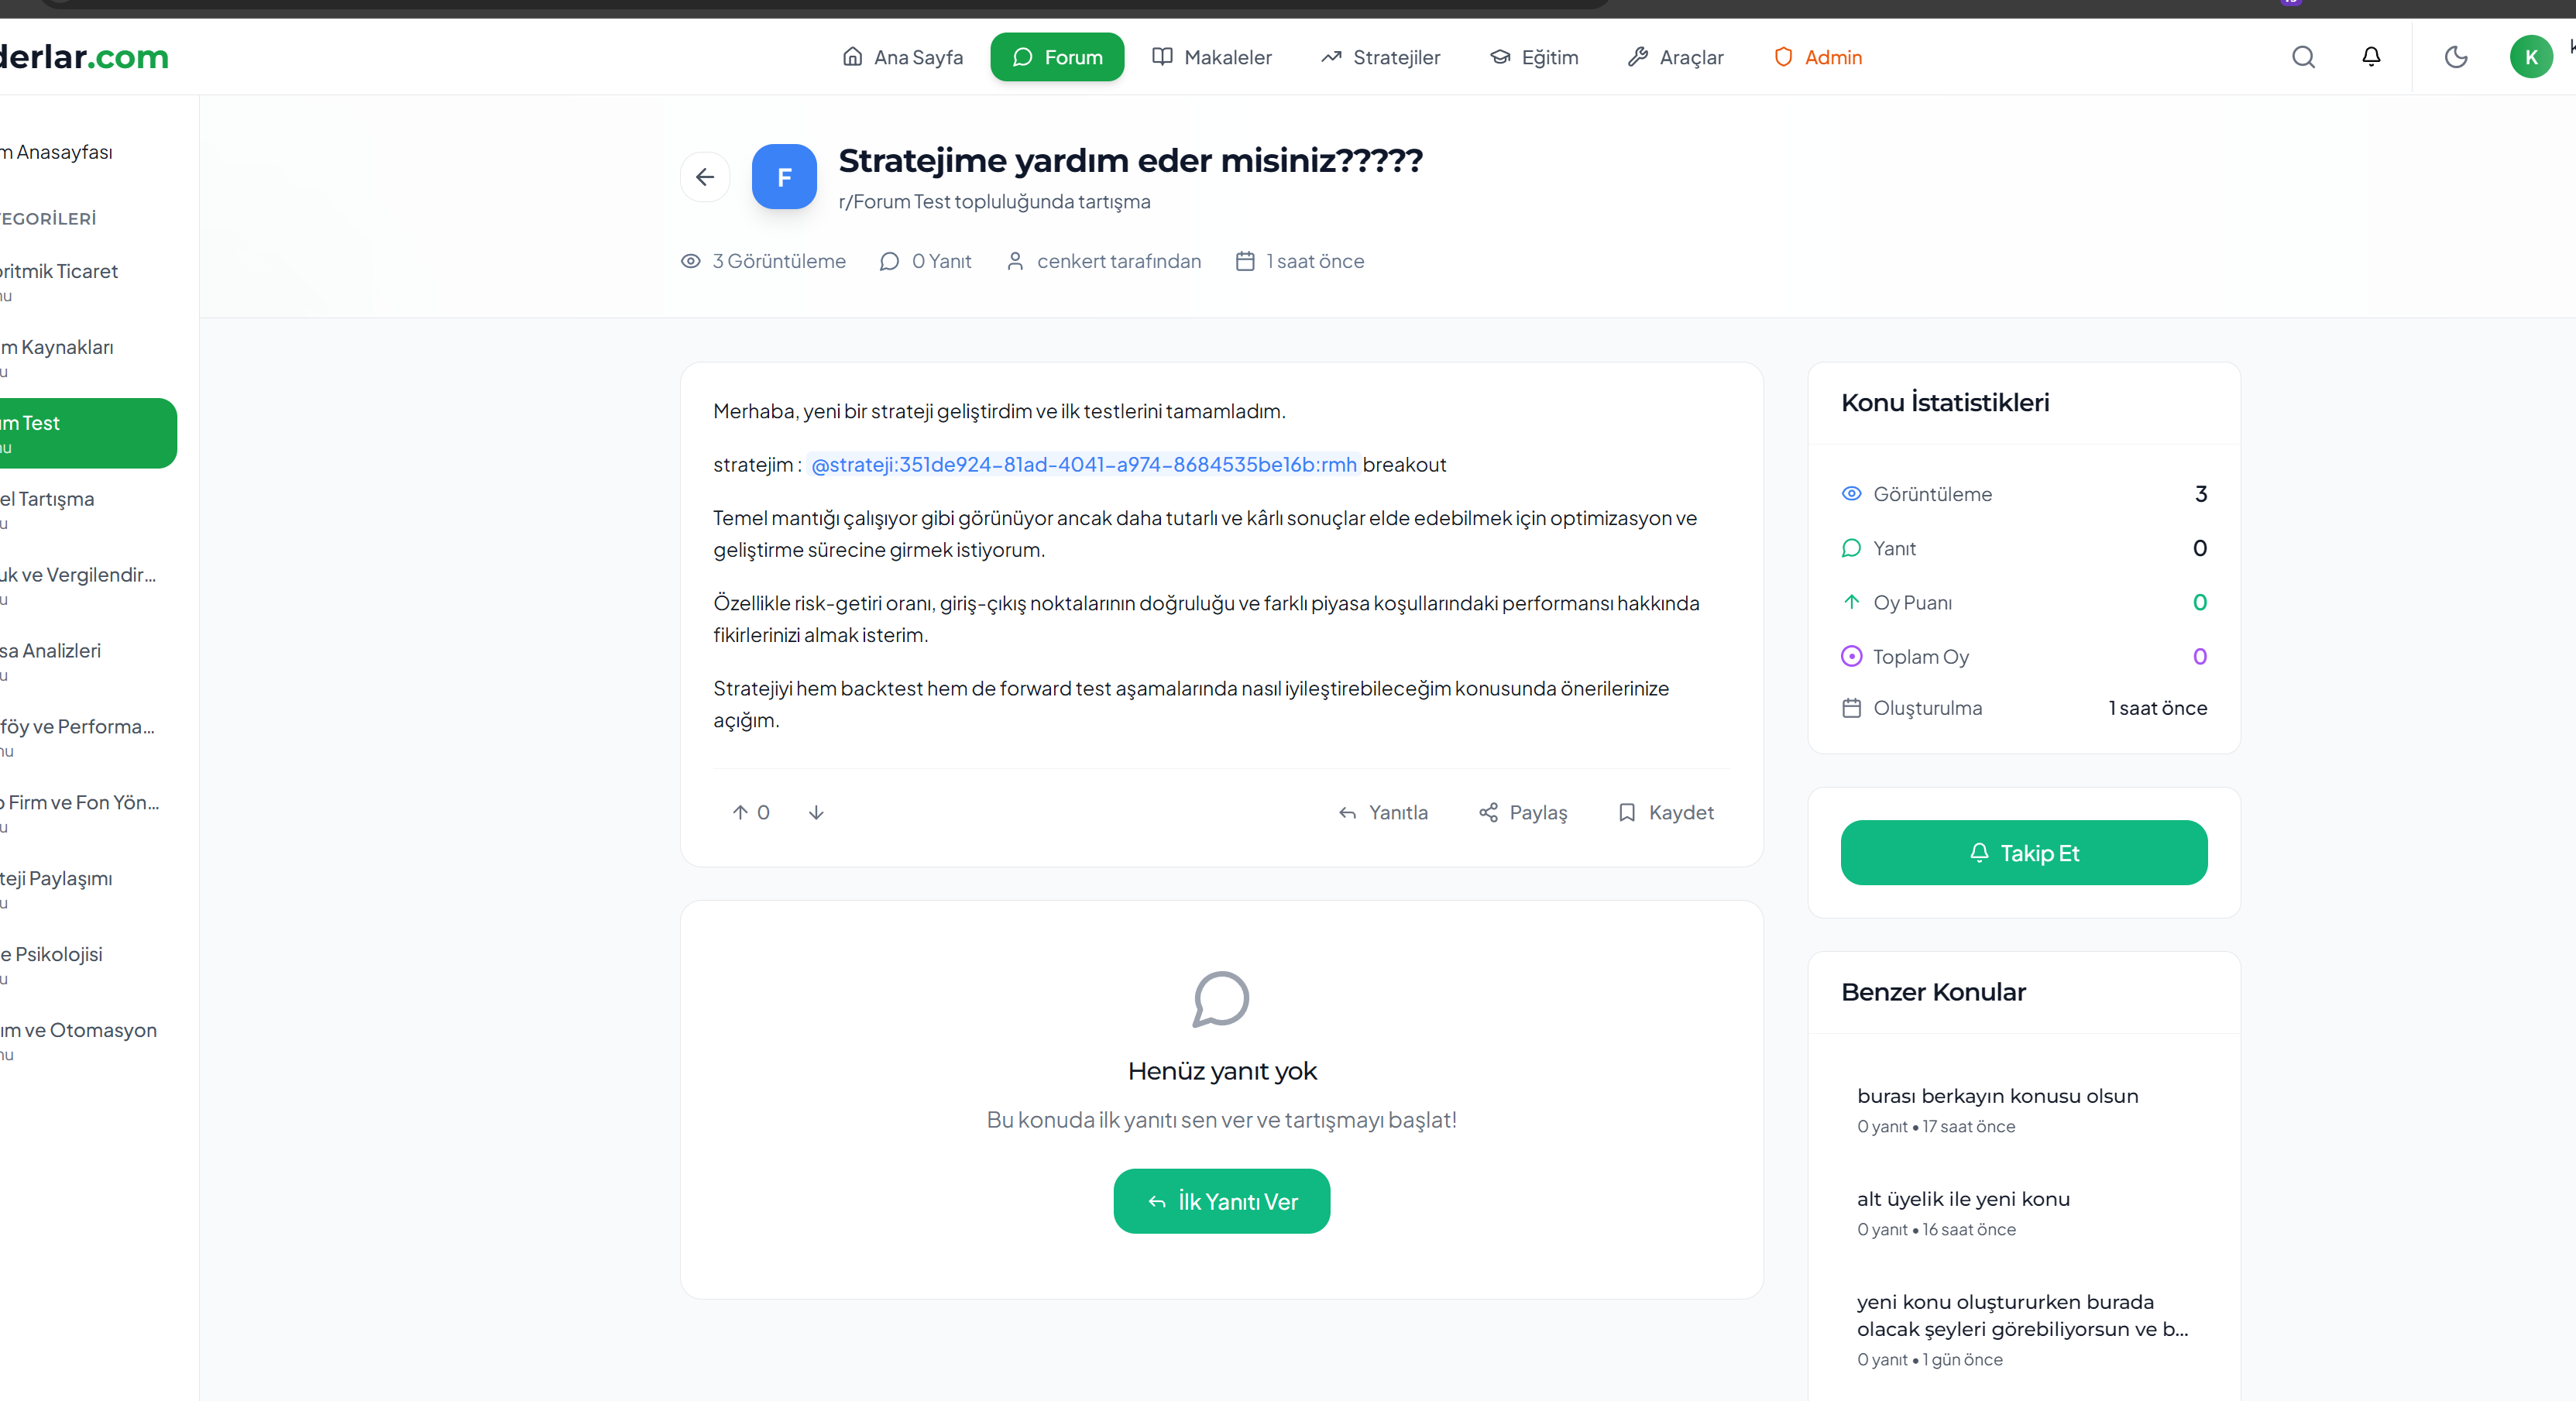 derlar.com
Ana Sayfa
Forum
Makaleler
Stratejiler
Eğitim
Araçlar
Admin
K
m Anasayfası
EGORİLERİ
oritmik Ticaret
nu
m Kaynakları
u
um Test
nu
el Tartışma
u
uk ve Vergilendir...
u
sa Analizleri
u
föy ve Performa...
nu
p Firm ve Fon Yön...
u
teji Paylaşımı
u
e Psikolojisi
u
ım ve Otomasyon
nu
F
Stratejime yardım eder misiniz?????
r/Forum Test topluluğunda tartışma
3 Görüntüleme
0 Yanıt
cenkert tarafından
1 saat önce
Merhaba, yeni bir strateji geliştirdim ve ilk testlerini tamamladım.
stratejim : @strateji:351de924-81ad-4041-a974-8684535be16b:rmh breakout
Temel mantığı çalışıyor gibi görünüyor ancak daha tutarlı ve kârlı sonuçlar elde edebilmek için optimizasyon ve
geliştirme sürecine girmek istiyorum.
Özellikle risk-getiri oranı, giriş-çıkış noktalarının doğruluğu ve farklı piyasa koşullarındaki performansı hakkında
fikirlerinizi almak isterim.
Stratejiyi hem backtest hem de forward test aşamalarında nasıl iyileştirebileceğim konusunda önerilerinize
açığım.
0
Yanıtla
Paylaş
Kaydet
Henüz yanıt yok
Bu konuda ilk yanıtı sen ver ve tartışmayı başlat!
İlk Yanıtı Ver
Konu İstatistikleri
Görüntüleme 3
Yanıt 0
Oy Puanı 0
Toplam Oy 0
Oluşturulma 1 saat önce
Takip Et
Benzer Konular
burası berkayın konusu olsun
0 yanıt • 17 saat önce
alt üyelik ile yeni konu
0 yanıt • 16 saat önce
yeni konu oluştururken burada
olacak şeyleri görebiliyorsun ve b...
0 yanıt • 1 gün önce